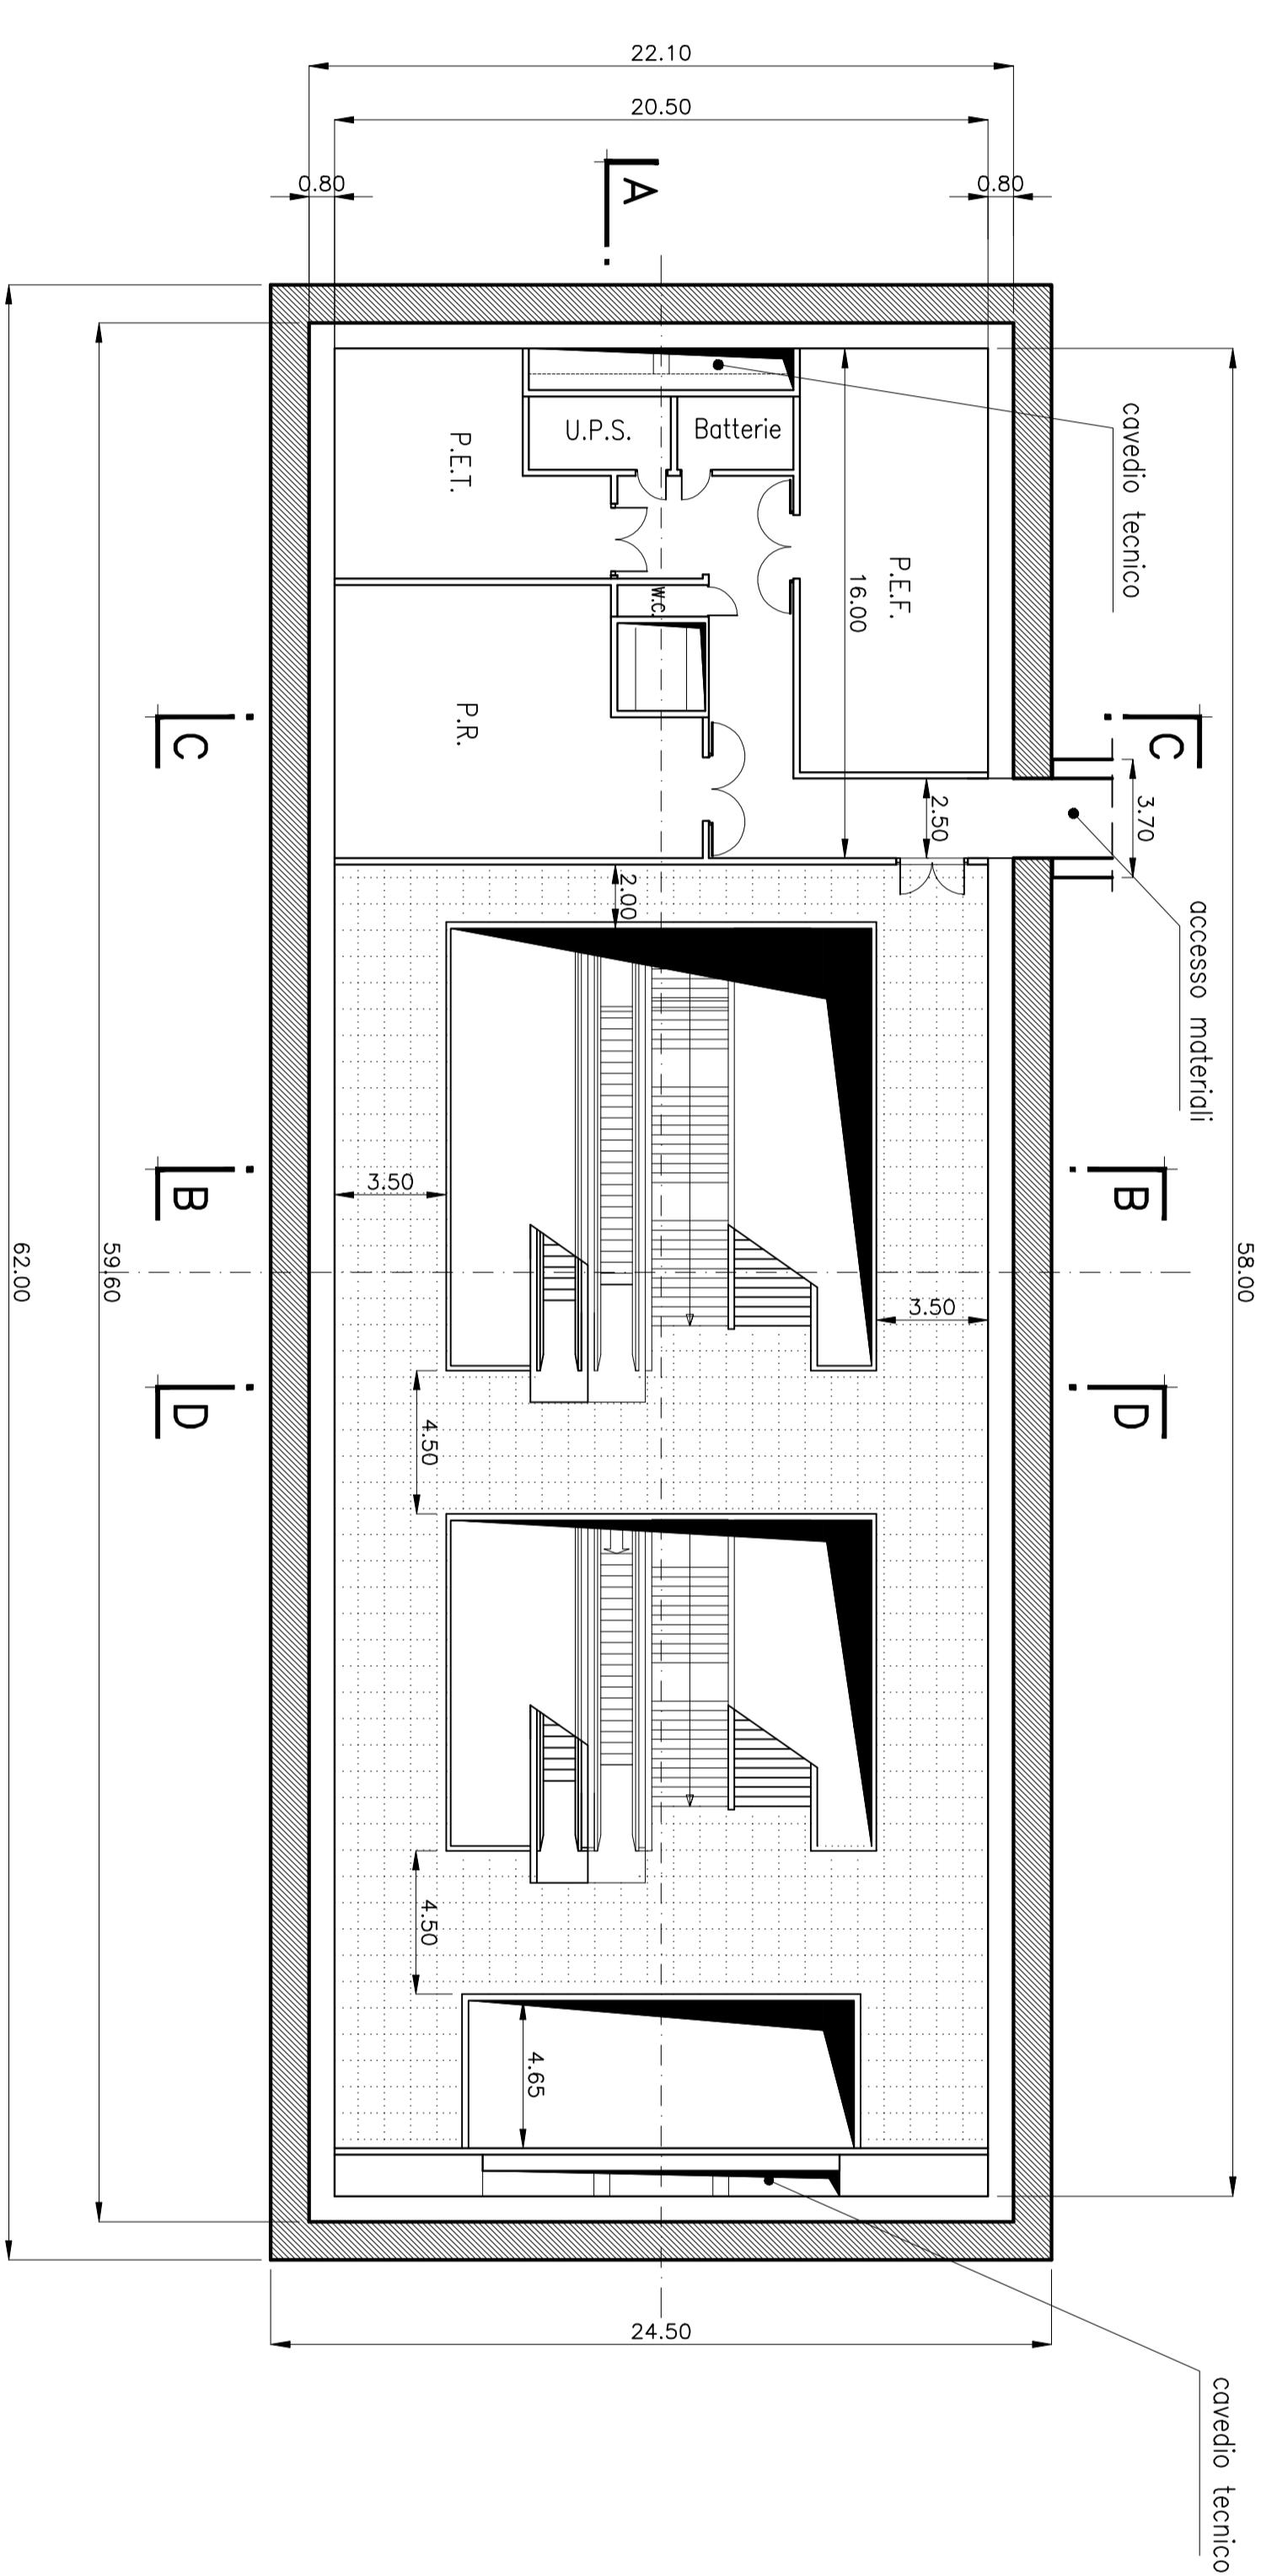 22.10
20.50
0.80
0.80
A
cavedio tecnico
U.P.S.
Batterie
P.E.T.
P.E.F.
16.00
W.C.
P.R.
C
C
3.70
2.50
accesso materiali
2.00
B
B
3.50
3.50
58.00
59.60
62.00
D
D
4.50
4.50
4.65
24.50
cavedio tecnico